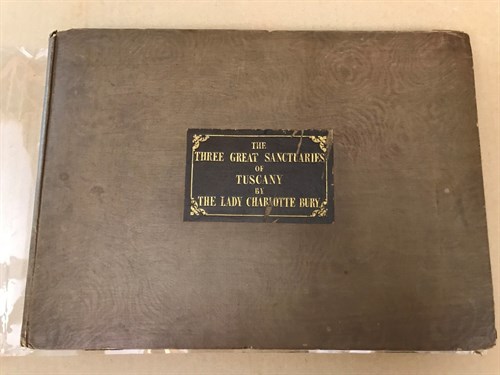 THE
THREE GREAT SANCTUARIES
OF
TUSCANY
BY
THE LADY CHARLOTTE BURY